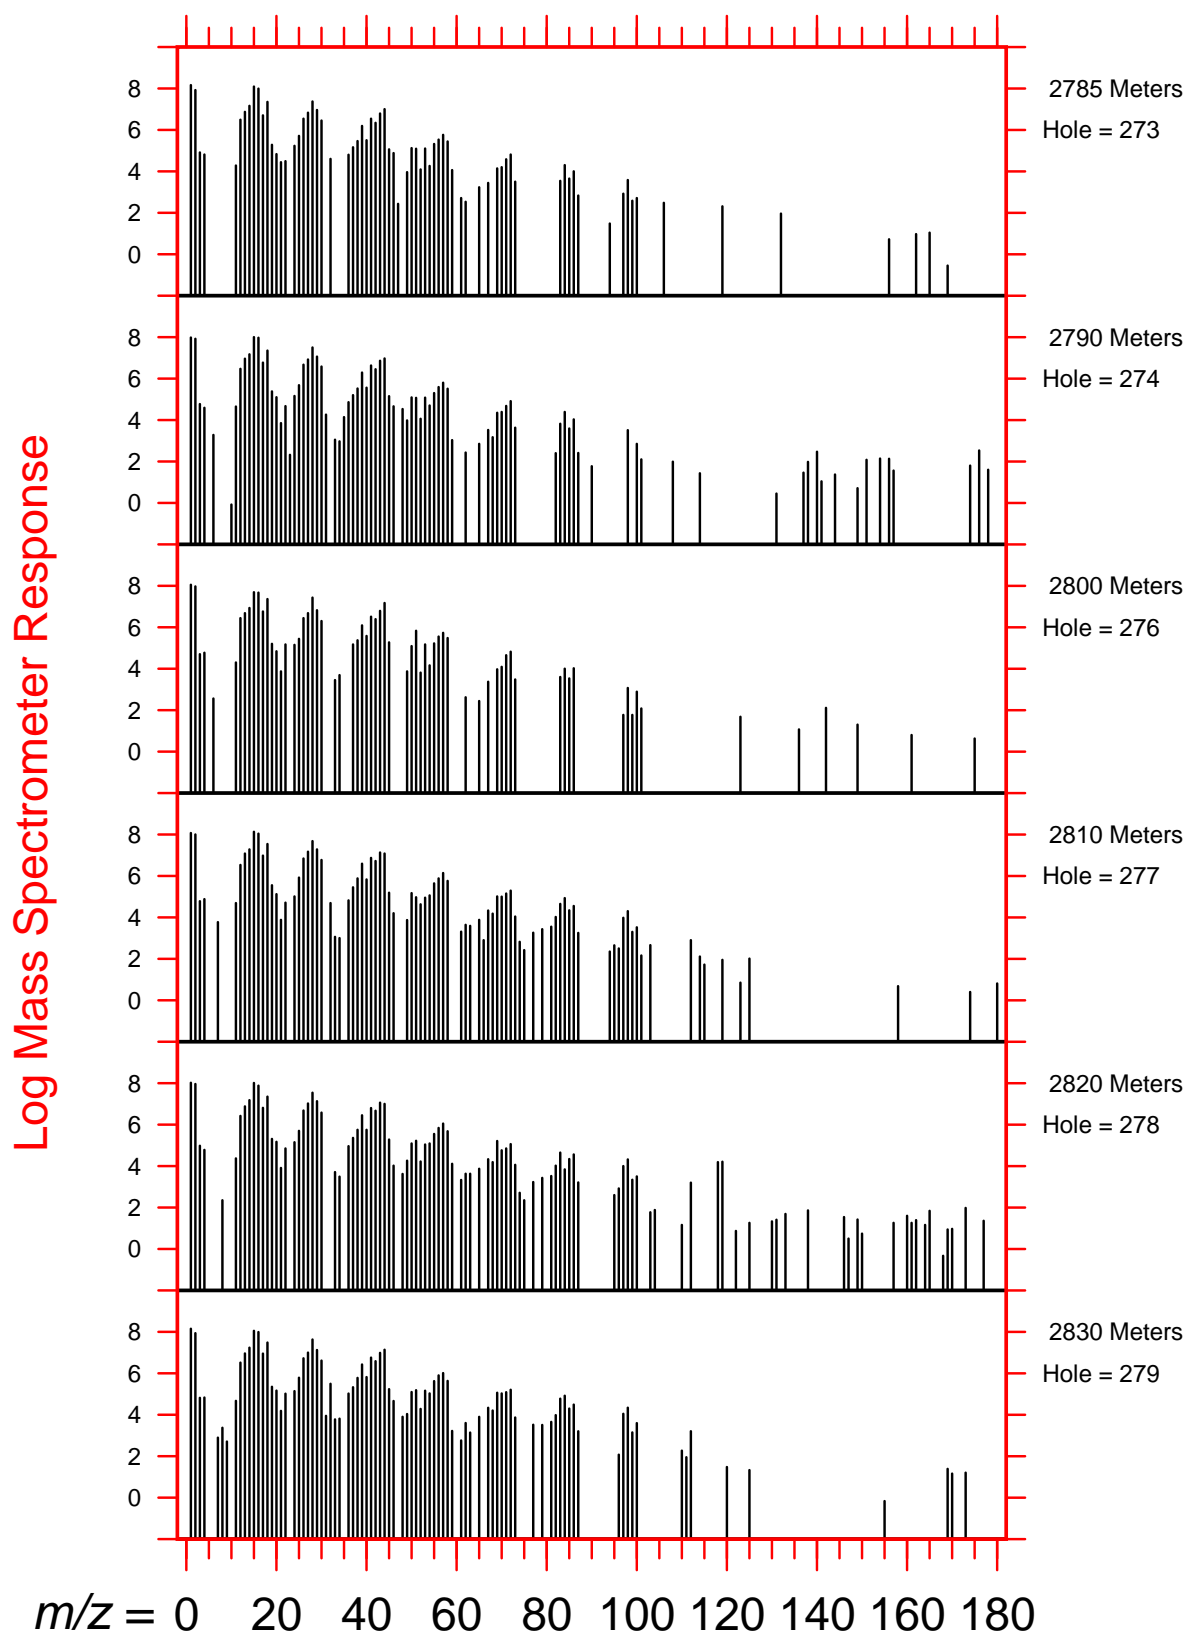 8
6
4
2
0
2785 Meters
Hole = 273
8
6
4
2
0
2790 Meters
Hole = 274
8
6
4
2
0
2800 Meters
Hole = 276
8
6
4
2
0
2810 Meters
Hole = 277
8
6
4
2
0
2820 Meters
Hole = 278
8
6
4
2
0
2830 Meters
Hole = 279
Log Mass Spectrometer Response
m/z = 0 20 40 60 80 100 120 140 160 180